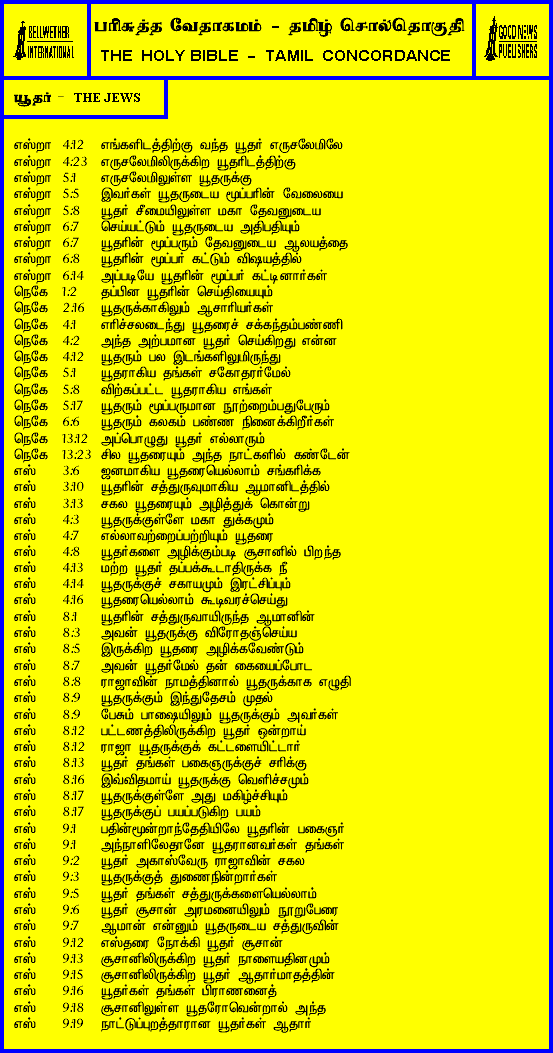 BELLWETHER INTERNATIONAL
பரிசுத்த வேதாகமம் - தமிழ் சொல்தொகுதி
THE HOLY BIBLE - TAMIL CONCORDANCE
GOOD NEWS PUBLISHERS
யூதர் - THE JEWS
எஸ்றா 4:12 எங்களிடத்திற்கு வந்த யூதர் எருசலேமிலே
எஸ்றா 4:23 எருசலேமிலிருக்கிற யூதரிடத்திற்கு
எஸ்றா 5:1 எருசலேமிலுள்ள யூதருக்கு
எஸ்றா 5:5 இவர்கள் யூதருடைய மூப்பரின் வேலையை
எஸ்றா 5:8 யூதர் சீமையிலுள்ள மகா தேவனுடைய
எஸ்றா 6:7 செய்யட்டும் யூதருடைய அதிபதியும்
எஸ்றா 6:7 யூதரின் மூப்பரும் தேவனுடைய ஆலயத்தை
எஸ்றா 6:8 யூதரின் மூப்பர் கட்டும் விஷயத்தில்
எஸ்றா 6:14 அப்படியே யூதரின் மூப்பர் கட்டினார்கள்
நெகே 1:2 தப்பின யூதரின் செய்தியையும்
நெகே 2:16 யூதருக்காகிலும் ஆசாரியர்கள்
நெகே 4:1 எரிச்சலடைந்து யூதரைச் சக்கந்தம்பண்ணி
நெகே 4:2 அந்த அற்பமான யூதர் செய்கிறது என்ன
நெகே 4:12 யூதரும் பல இடங்களிலுமிருந்து
நெகே 5:1 யூதராகிய தங்கள் சகோதரர்மேல்
நெகே 5:8 விற்கப்பட்ட யூதராகிய எங்கள்
நெகே 5:17 யூதரும் மூப்பருமான நூற்றைம்பதுபேரும்
நெகே 6:6 யூதரும் கலகம் பண்ண நினைக்கிறீர்கள்
நெகே 13:12 அப்பொழுது யூதர் எல்லாரும்
நெகே 13:23 சில யூதரையும் அந்த நாட்களில் கண்டேன்
எஸ் 3:6 ஜனமாகிய யூதரையெல்லாம் சங்கரிக்க
எஸ் 3:10 யூதரின் சத்துருவுமாகிய ஆமானிடத்தில்
எஸ் 3:13 சகல யூதரையும் அழித்துக் கொன்று
எஸ் 4:3 யூதருக்குள்ளே மகா துக்கமும்
எஸ் 4:7 எல்லாவற்றைப்பற்றியும் யூதரை
எஸ் 4:8 யூதர்களை அழிக்கும்படி சூசானில் பிறந்த
எஸ் 4:13 மற்ற யூதர் தப்பக்கூடாதிருக்க நீ
எஸ் 4:14 யூதருக்குச் சகாயமும் இரட்சிப்பும்
எஸ் 4:16 யூதரையெல்லாம் கூடிவரச்செய்து
எஸ் 8:1 யூதரின் சத்துருவாயிருந்த ஆமானின்
எஸ் 8:3 அவன் யூதருக்கு விரோதஞ்செய்ய
எஸ் 8:5 இருக்கிற யூதரை அழிக்கவேண்டும்
எஸ் 8:7 அவன் யூதர்மேல் தன் கையைப்போட
எஸ் 8:8 ராஜாவின் நாமத்தினால் யூதருக்காக எழுதி
எஸ் 8:9 யூதருக்கும் இந்துதேசம் முதல்
எஸ் 8:9 பேசும் பாஷையிலும் யூதருக்கும் அவர்கள்
எஸ் 8:12 பட்டணத்திலிருக்கிற யூதர் ஒன்றாய்
எஸ் 8:12 ராஜா யூதருக்குக் கட்டளையிட்டார்
எஸ் 8:13 யூதர் தங்கள் பகைஞருக்குச் சரிக்கு
எஸ் 8:16 இவ்விதமாய் யூதருக்கு வெளிச்சமும்
எஸ் 8:17 யூதருக்குள்ளே அது மகிழ்ச்சியும்
எஸ் 8:17 யூதருக்குப் பயப்படுகிற பயம்
எஸ் 9:1 பதின்மூன்றாந்தேதியிலே யூதரின் பகைஞர்
எஸ் 9:1 அந்நாளிலேதானே யூதரானவர்கள் தங்கள்
எஸ் 9:2 யூதர் அகாஸ்வேரு ராஜாவின் சகல
எஸ் 9:3 யூதருக்குத் துணைநின்றார்கள்
எஸ் 9:5 யூதர் தங்கள் சத்துருக்களையெல்லாம்
எஸ் 9:6 யூதர் சூசான் அரமனையிலும் நூறுபேரை
எஸ் 9:7 ஆமான் என்னும் யூதருடைய சத்துருவின்
எஸ் 9:12 எஸ்தரை நோக்கி யூதர் சூசான்
எஸ் 9:13 சூசானிலிருக்கிற யூதர் நாளையதினமும்
எஸ் 9:15 சூசானிலிருக்கிற யூதர் ஆதார்மாதத்தின்
எஸ் 9:16 யூதர்கள் தங்கள் பிராணனைத்
எஸ் 9:18 சூசானிலுள்ள யூதரோவென்றால் அந்த
எஸ் 9:19 நாட்டுப்புறத்தாரான யூதர்கள் ஆதார்